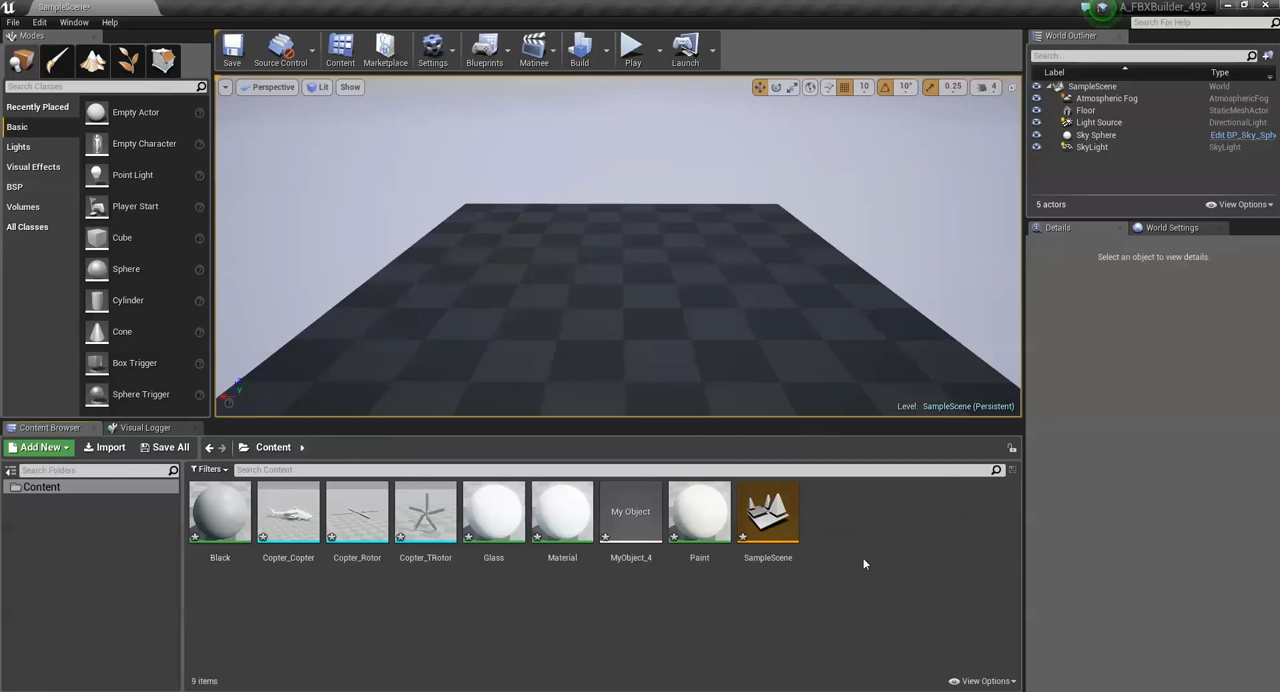 SampleScene*
A_FBXBuilder_492
File Edit Window Help
Search For Help
Modes
Search Classes
Recently Placed
Basic
Lights
Visual Effects
BSP
Volumes
All Classes
Empty Actor
Empty Character
Point Light
Player Start
Cube
Sphere
Cylinder
Cone
Box Trigger
Sphere Trigger
Save Source Control Content Marketplace Settings Blueprints Matinee Build Play Launch
Perspective Lit Show
10 10° 0.25 4
Y
Level: SampleScene (Persistent)
World Outliner
Search
Label Type
SampleScene World
Atmospheric Fog AtmosphericFog
Floor StaticMeshActor
Light Source DirectionalLight
Sky Sphere Edit BP_Sky_Sph
SkyLight SkyLight
5 actors View Options
Details World Settings
Select an object to view details.
Content Browser Visual Logger
Add New Import Save All Content
Search Folders Filters Search Content
Content
My Object
Black Copter_Copter Copter_Rotor Copter_TRotor Glass Material MyObject_4 Paint SampleScene
9 items View Options